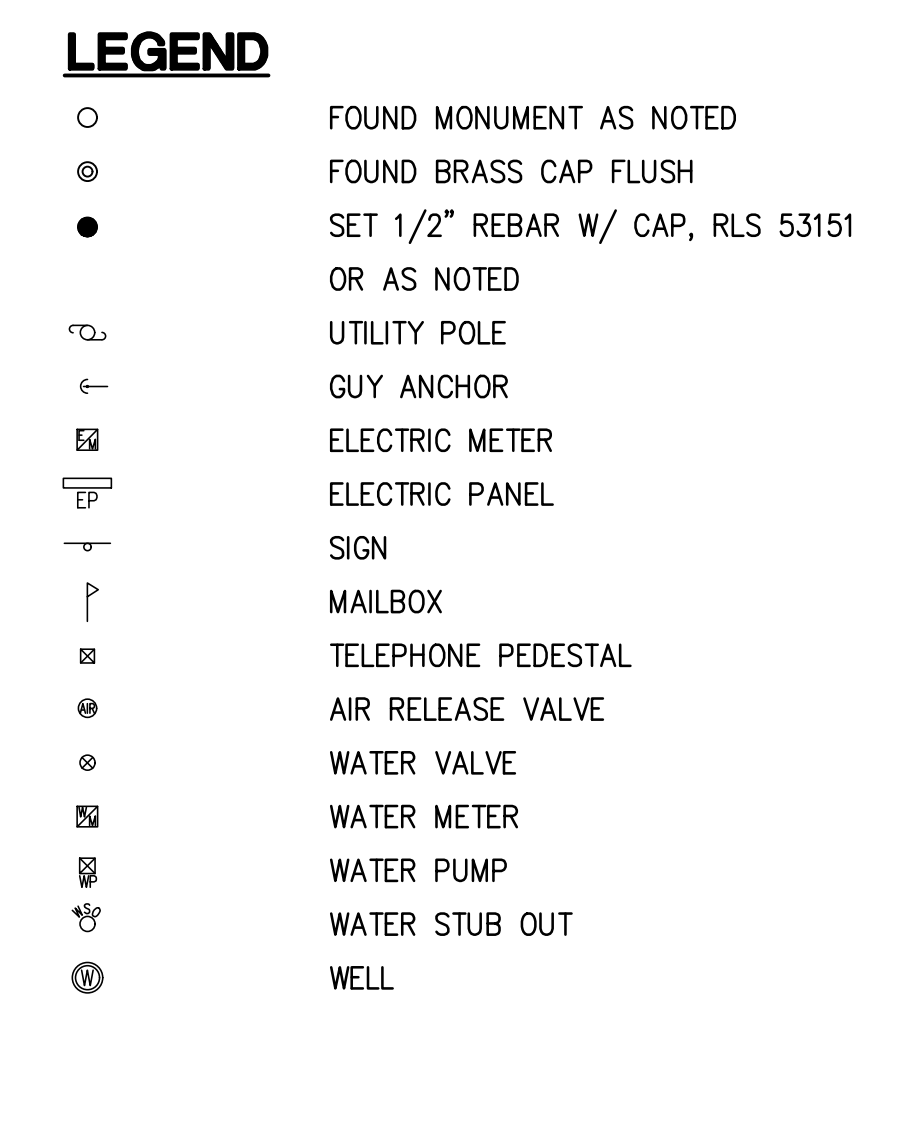 LEGEND
FOUND MONUMENT AS NOTED
FOUND BRASS CAP FLUSH
SET 1/2" REBAR W/ CAP, RLS 53151
OR AS NOTED
UTILITY POLE
GUY ANCHOR
E/M ELECTRIC METER
EP ELECTRIC PANEL
SIGN
MAILBOX
TELEPHONE PEDESTAL
AIR AIR RELEASE VALVE
WATER VALVE
W/M WATER METER
WP WATER PUMP
WSO WATER STUB OUT
W WELL